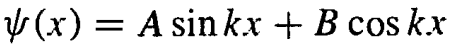 ψ(x) = A sin kx + B cos kx